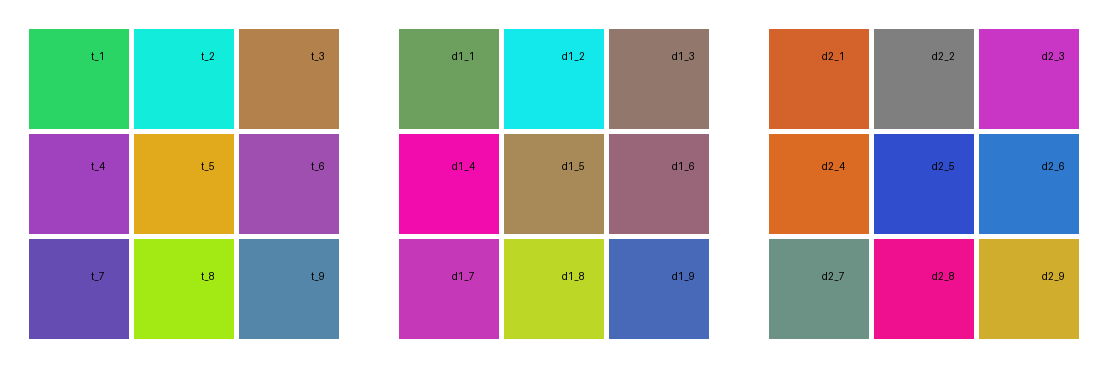 t_1 t_2 t_3 d1_1 d1_2 d1_3 d2_1 d2_2 d2_3
t_4 t_5 t_6 d1_4 d1_5 d1_6 d2_4 d2_5 d2_6
t_7 t_8 t_9 d1_7 d1_8 d1_9 d2_7 d2_8 d2_9